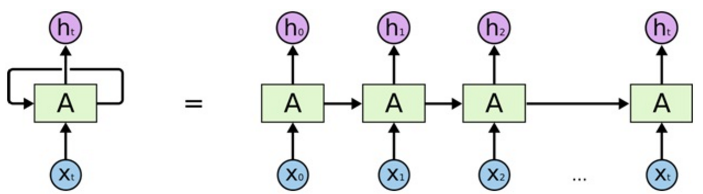 hₜ h₀ h₁ h₂ hₜ
A = A A A A
xₜ x₀ x₁ x₂ ... xₜ